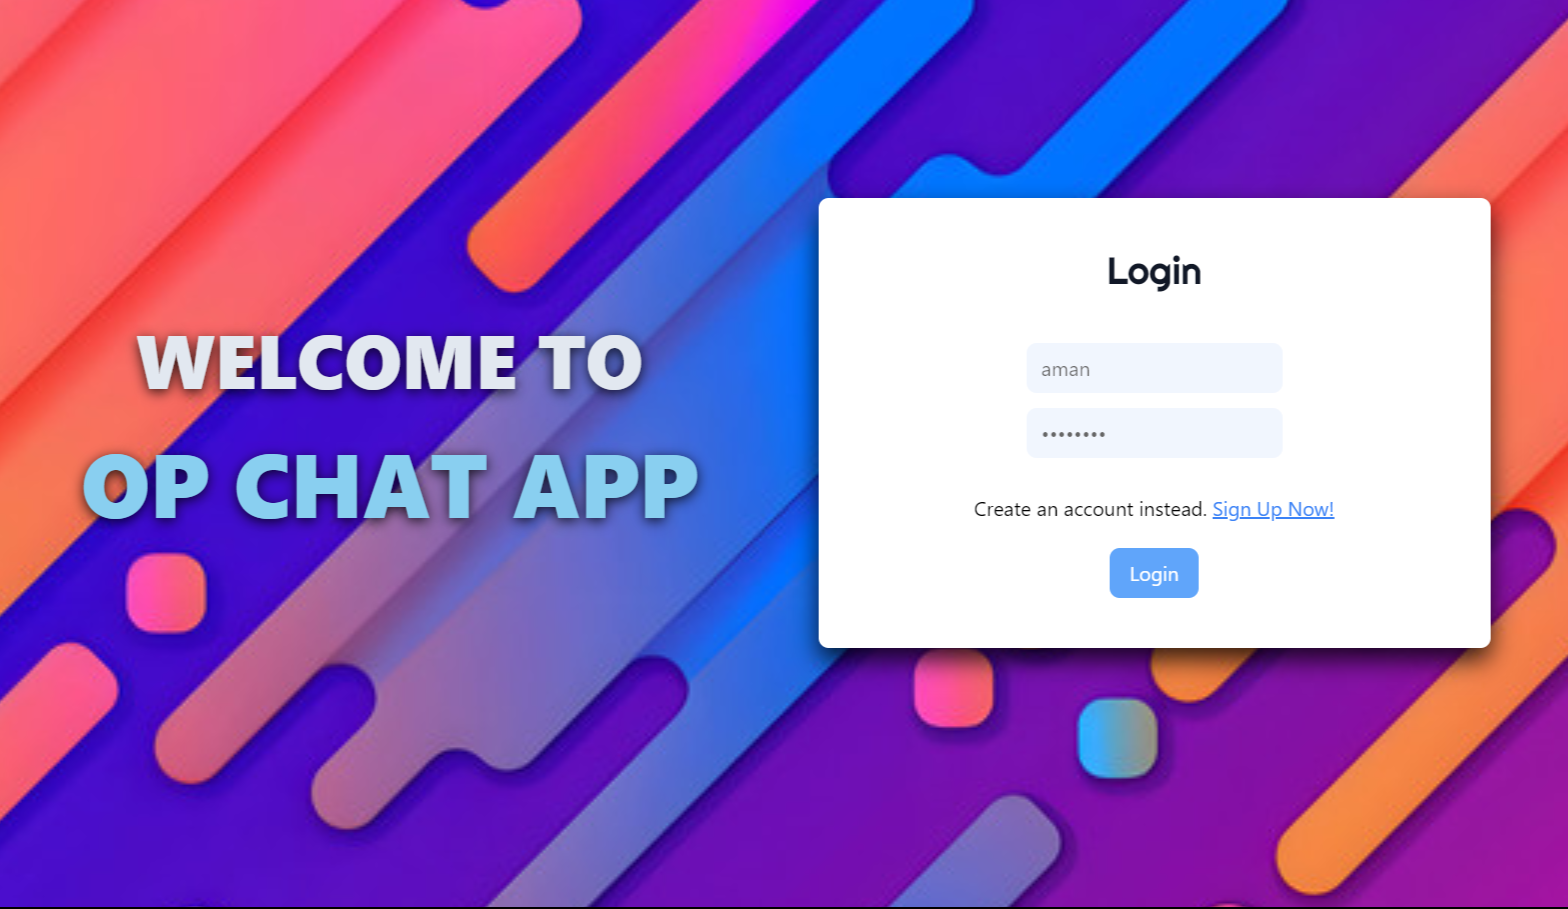 WELCOME TO
OP CHAT APP
Login
aman
••••••••
Create an account instead. Sign Up Now!
Login